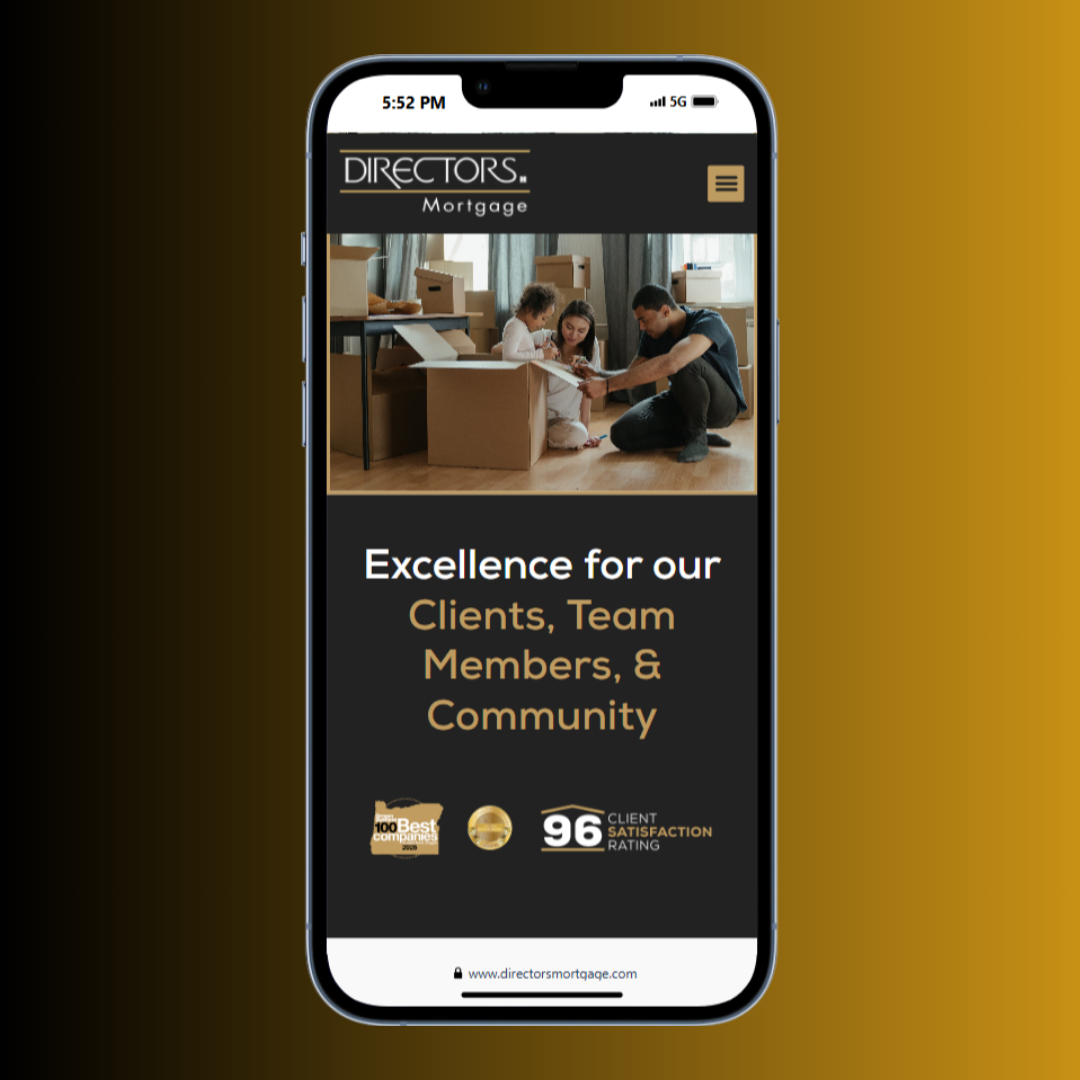 5:52 PM
5G
DIRECTORS
Mortgage
Excellence for our
Clients, Team
Members, &
Community
100 Best
companies
96 CLIENT
SATISFACTION
RATING
www.directorsmortgage.com